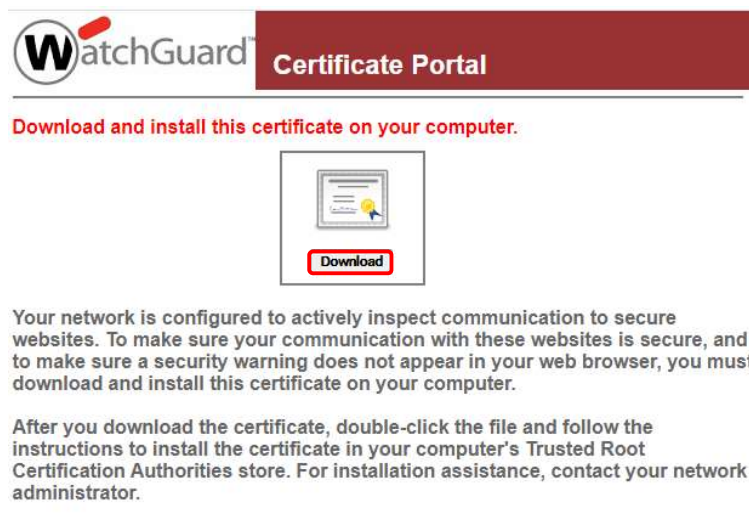 WatchGuard™
Certificate Portal
Download and install this certificate on your computer.
Download
Your network is configured to actively inspect communication to secure
websites. To make sure your communication with these websites is secure, and
to make sure a security warning does not appear in your web browser, you must
download and install this certificate on your computer.
After you download the certificate, double-click the file and follow the
instructions to install the certificate in your computer's Trusted Root
Certification Authorities store. For installation assistance, contact your network
administrator.